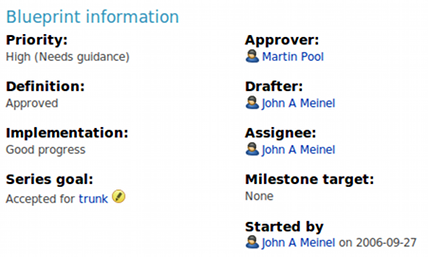 Blueprint information
Priority:
High (Needs guidance)
Definition:
Approved
Implementation:
Good progress
Series goal:
Accepted for trunk
Approver:
Martin Pool
Drafter:
John A Meinel
Assignee:
John A Meinel
Milestone target:
None
Started by
John A Meinel on 2006-09-27